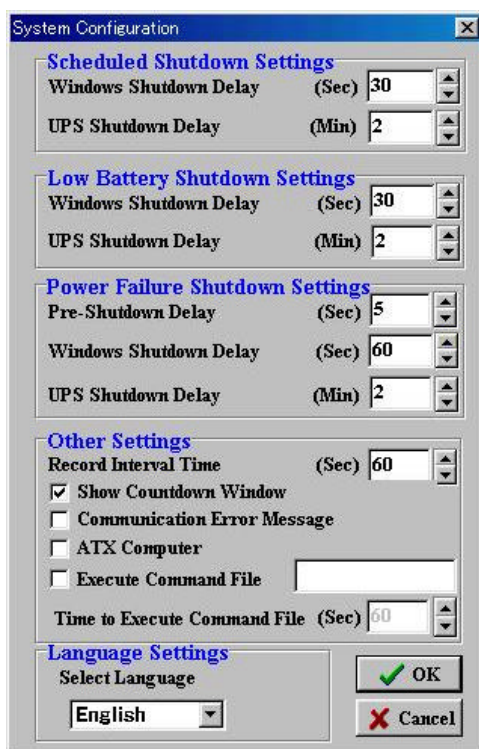 System Configuration
Scheduled Shutdown Settings
Windows Shutdown Delay (Sec) 30
UPS Shutdown Delay (Min) 2
Low Battery Shutdown Settings
Windows Shutdown Delay (Sec) 30
UPS Shutdown Delay (Min) 2
Power Failure Shutdown Settings
Pre-Shutdown Delay (Sec) 5
Windows Shutdown Delay (Sec) 60
UPS Shutdown Delay (Min) 2
Other Settings
Record Interval Time (Sec) 60
Show Countdown Window
Communication Error Message
ATX Computer
Execute Command File
Time to Execute Command File (Sec) 60
Language Settings
Select Language
English
OK
Cancel